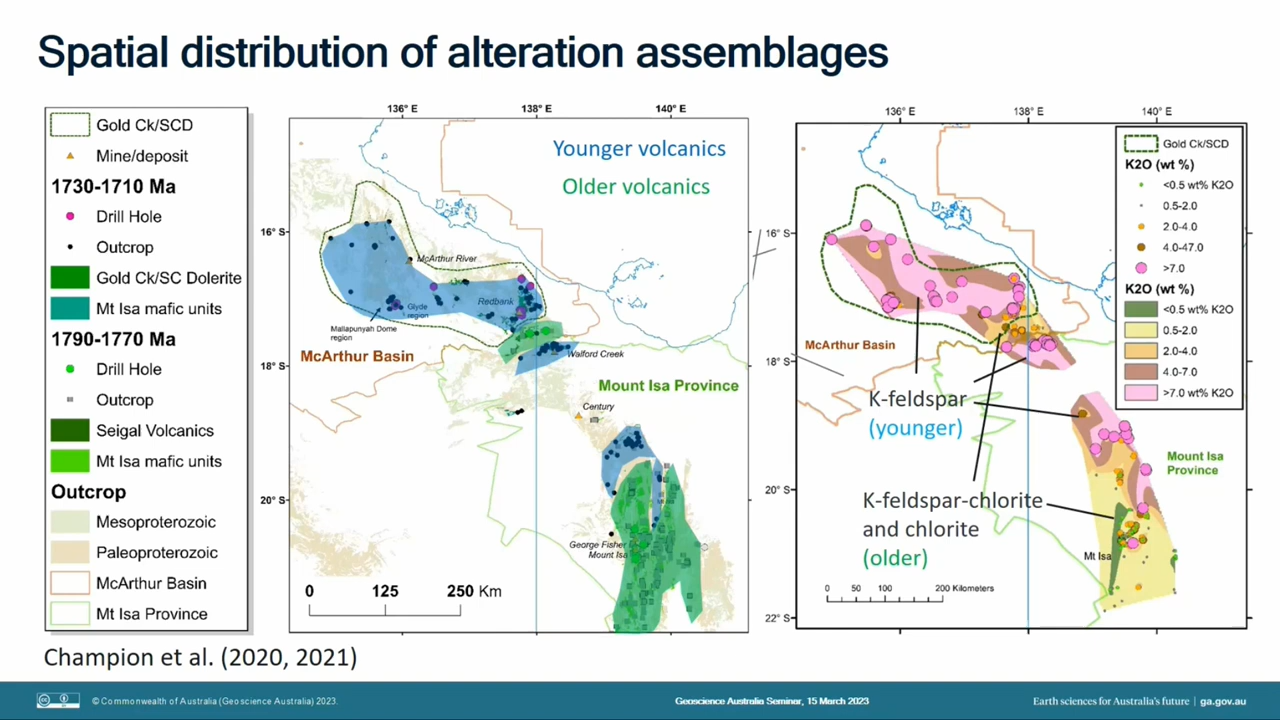 Spatial distribution of alteration assemblages
Gold Ck/SCD
Mine/deposit
1730-1710 Ma
Drill Hole
Outcrop
Gold Ck/SC Dolerite
Mt Isa mafic units
1790-1770 Ma
Drill Hole
Outcrop
Seigal Volcanics
Mt Isa mafic units
Outcrop
Mesoproterozoic
Paleoproterozoic
McArthur Basin
Mt Isa Province
136° E
138° E
140° E
Younger volcanics
Older volcanics
16° S
McArthur River
Glyde
region
Redbank
Mallapunyah Dome
region
McArthur Basin
Walford Creek
18° S
Mount Isa Province
Century
20° S
George Fisher
Mount Isa
0
125
250 Km
136° E
138° E
140° E
Gold Ck/SCD
K2O (wt %)
<0.5 wt% K2O
0.5-2.0
2.0-4.0
4.0-47.0
>7.0
K2O (wt %)
<0.5 wt% K2O
0.5-2.0
2.0-4.0
4.0-7.0
>7.0 wt% K2O
16° S
McArthur Basin
18° S
K-feldspar
(younger)
Mount Isa
Province
20° S
K-feldspar-chlorite
and chlorite
(older)
Mt Isa
0
50
100
200 Kilometers
22° S
Champion et al. (2020, 2021)
© Commonwealth of Australia (Geoscience Australia) 2023.
Geoscience Australia Seminar, 15 March 2023
Earth sciences for Australia's future | ga.gov.au